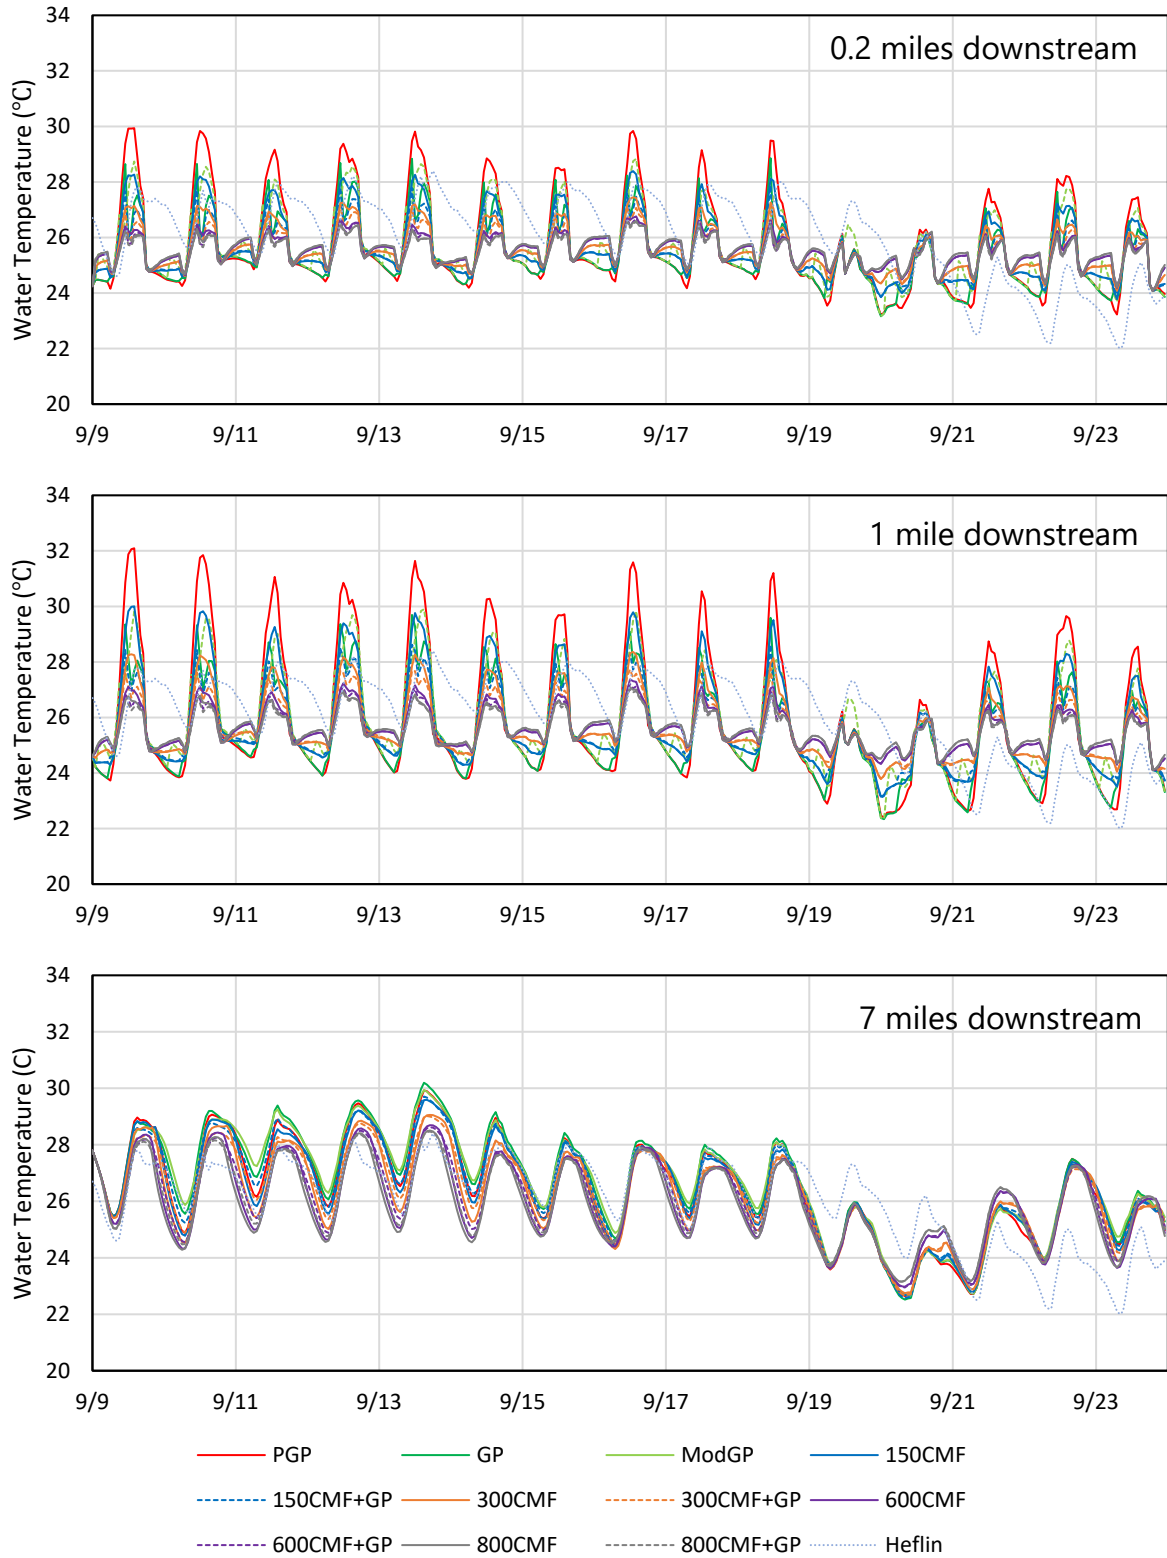 34
0.2 miles downstream
32
30
28
26
24
22
20
Water Temperature (°C)
9/9 9/11 9/13 9/15 9/17 9/19 9/21 9/23
34
1 mile downstream
32
30
28
26
24
22
20
Water Temperature (°C)
9/9 9/11 9/13 9/15 9/17 9/19 9/21 9/23
34
7 miles downstream
32
30
28
26
24
22
20
Water Temperature (C)
9/9 9/11 9/13 9/15 9/17 9/19 9/21 9/23
PGP GP ModGP 150CMF
150CMF+GP 300CMF 300CMF+GP 600CMF
600CMF+GP 800CMF 800CMF+GP Heflin